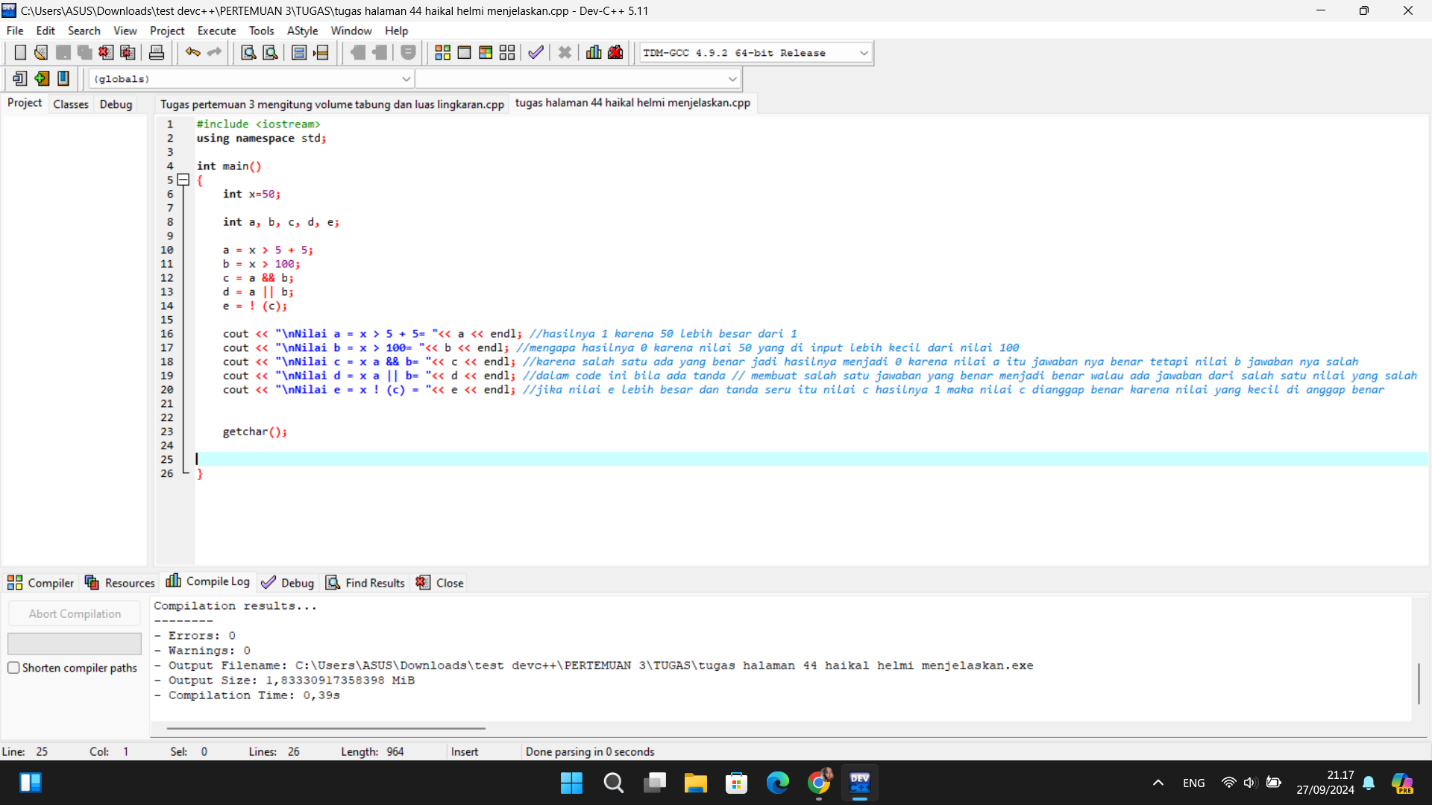 C:\Users\ASUS\Downloads\test devc++\PERTEMUAN 3\TUGAS\tugas halaman 44 haikal helmi menjelaskan.cpp - Dev-C++ 5.11
File Edit Search View Project Execute Tools AStyle Window Help
TDM-GCC 4.9.2 64-bit Release
(globals)
Project Classes Debug
Tugas pertemuan 3 mengitung volume tabung dan luas lingkaran.cpp tugas halaman 44 haikal helmi menjelaskan.cpp
1 #include <iostream>
2 using namespace std;
3
4 int main()
5 {
6 int x=50;
7
8 int a, b, c, d, e;
9
10 a = x > 5 + 5;
11 b = x > 100;
12 c = a && b;
13 d = a || b;
14 e = ! (c);
15
16 cout << "\nNilai a = x > 5 + 5= "<< a << endl; //hasilnya 1 karena 50 lebih besar dari 1
17 cout << "\nNilai b = x > 100= "<< b << endl; //mengapa hasilnya 0 karena nilai 50 yang di input lebih kecil dari nilai 100
18 cout << "\nNilai c = x a && b= "<< c << endl; //karena salah satu ada yang benar jadi hasilnya menjadi 0 karena nilai a itu jawaban nya benar tetapi nilai b jawaban nya salah
19 cout << "\nNilai d = x a || b= "<< d << endl; //dalam code ini bila ada tanda // membuat salah satu jawaban yang benar menjadi benar walau ada jawaban dari salah satu nilai yang salah
20 cout << "\nNilai e = x ! (c) = "<< e << endl; //jika nilai e lebih besar dan tanda seru itu nilai c hasilnya 1 maka nilai c dianggap benar karena nilai yang kecil di anggap benar
21
22
23 getchar();
24
25
26 }
Compiler Resources Compile Log Debug Find Results Close
Abort Compilation
Shorten compiler paths
Compilation results...
--------
- Errors: 0
- Warnings: 0
- Output Filename: C:\Users\ASUS\Downloads\test devc++\PERTEMUAN 3\TUGAS\tugas halaman 44 haikal helmi menjelaskan.exe
- Output Size: 1,83330917358398 MiB
- Compilation Time: 0,39s
Line: 25 Col: 1 Sel: 0 Lines: 26 Length: 964 Insert Done parsing in 0 seconds
DEV C++
ENG
21.17
27/09/2024
PRE